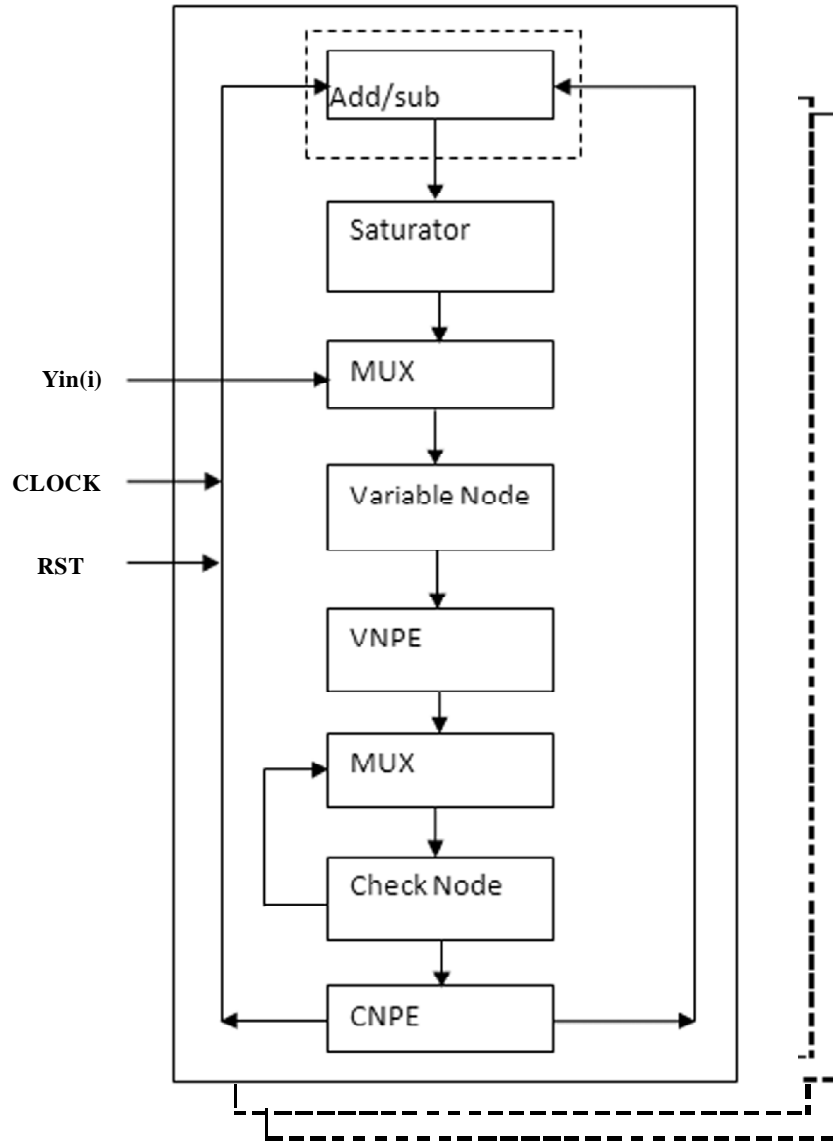 Add/sub
Saturator
Yin(i)
MUX
CLOCK
Variable Node
RST
VNPE
MUX
Check Node
CNPE